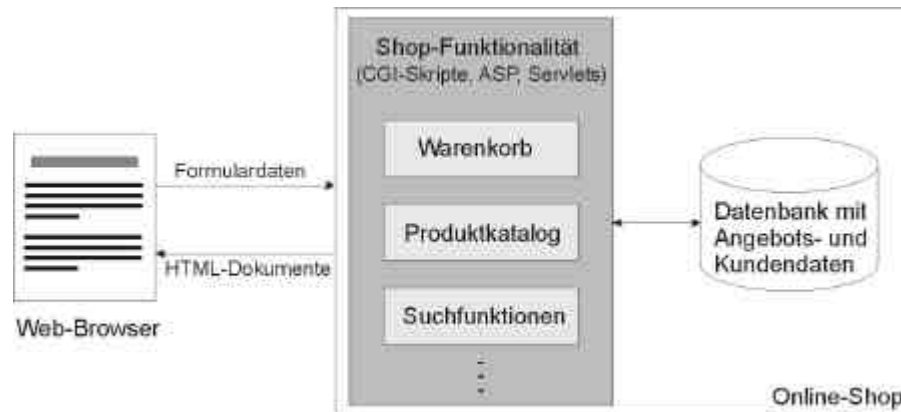 Shop-Funktionalität
(CGI-Skripte, ASP, Servlets)
Warenkorb
Formulardaten
Produktkatalog
Datenbank mit
Angebots- und
Kundendaten
HTML-Dokumente
Suchfunktionen
Web-Browser
Online-Shop